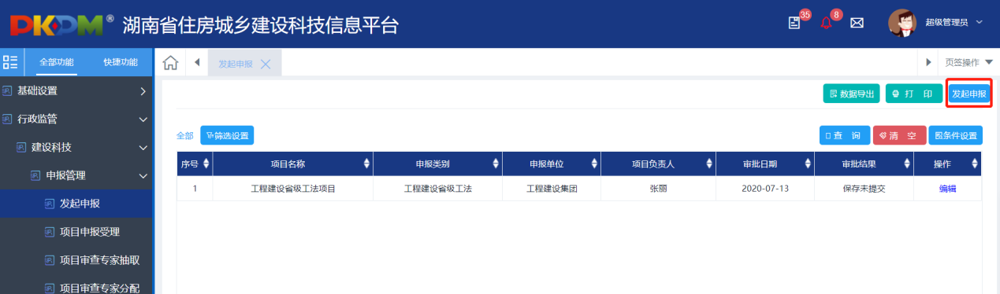 PKPM® 湖南省住房城乡建设科技信息平台 35 8 超级管理员
全部功能 快捷功能 发起申报 页签操作
基础设置 数据导出 打 印 发起申报
行政监管
全部 筛选设置 查 询 清 空 条件设置
建设科技
序号 项目名称 申报类别 申报单位 项目负责人 审批日期 审批结果 操作
申报管理
1 工程建设省级工法项目 工程建设省级工法 工程建设集团 张丽 2020-07-13 保存未提交 编辑
发起申报
项目申报受理
项目审查专家抽取
项目审查专家分配